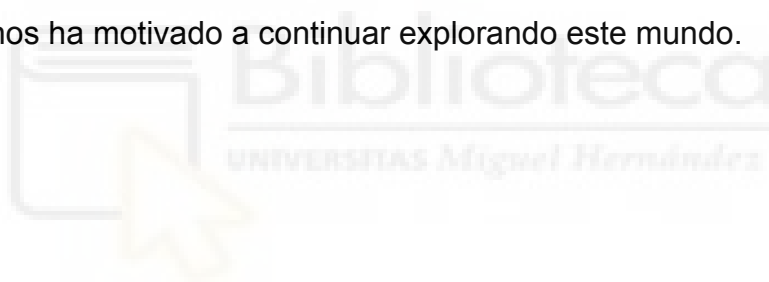 nos ha motivado a continuar explorando este mundo.
Biblioteca
UNIVERSITAS Miguel Hernández